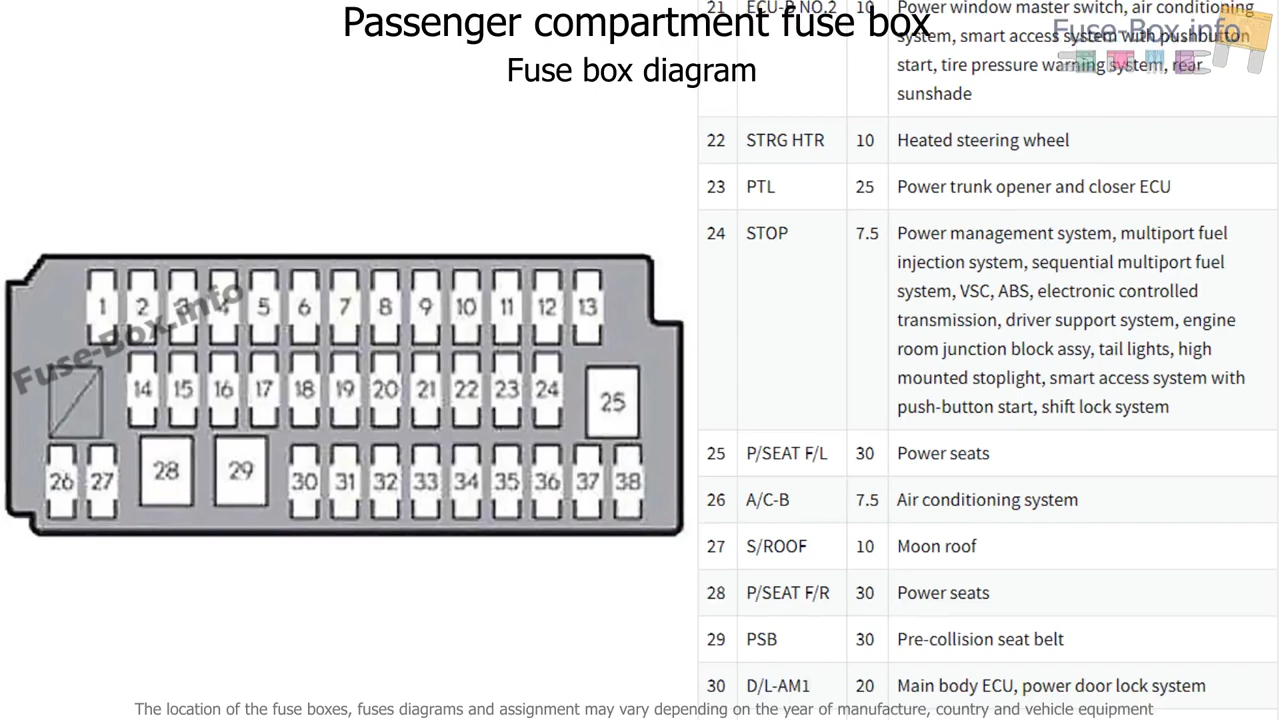 Passenger compartment fuse box
Fuse box diagram
Fuse-Box.info
21 ECU-B NO.2 10 Power window master switch, air conditioning
system, smart access system with pushbutton
start, tire pressure warning system, rear
sunshade
22 STRG HTR 10 Heated steering wheel
23 PTL 25 Power trunk opener and closer ECU
24 STOP 7.5 Power management system, multiport fuel
injection system, sequential multiport fuel
system, VSC, ABS, electronic controlled
transmission, driver support system, engine
room junction block assy, tail lights, high
mounted stoplight, smart access system with
push-button start, shift lock system
25 P/SEAT F/L 30 Power seats
26 A/C-B 7.5 Air conditioning system
27 S/ROOF 10 Moon roof
28 P/SEAT F/R 30 Power seats
29 PSB 30 Pre-collision seat belt
30 D/L-AM1 20 Main body ECU, power door lock system
1 2 3 4 5 6 7 8 9 10 11 12 13
14 15 16 17 18 19 20 21 22 23 24 25
26 27 28 29 30 31 32 33 34 35 36 37 38
Fuse-Box.info
The location of the fuse boxes, fuses diagrams and assignment may vary depending on the year of manufacture, country and vehicle equipment